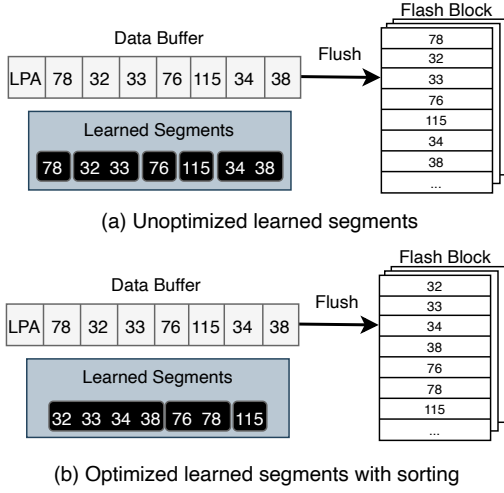 Flash Block
Data Buffer
Flush
LPA 78 32 33 76 115 34 38
Learned Segments
78 32 33 76 115 34 38
78
32
33
76
115
34
38
...
(a) Unoptimized learned segments
Flash Block
Data Buffer
Flush
LPA 78 32 33 76 115 34 38
Learned Segments
32 33 34 38 76 78 115
32
33
34
38
76
78
115
...
(b) Optimized learned segments with sorting